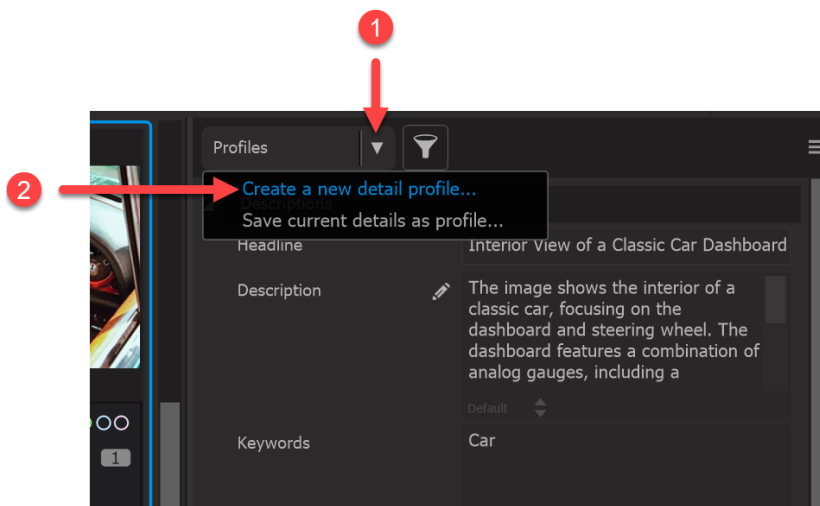 1
Profiles
2
Create a new detail profile...
Descriptions
Save current details as profile...
Headline
Interior View of a Classic Car Dashboard
Description
The image shows the interior of a
classic car, focusing on the
dashboard and steering wheel. The
dashboard features a combination of
analog gauges, including a
Default
Keywords
Car
1